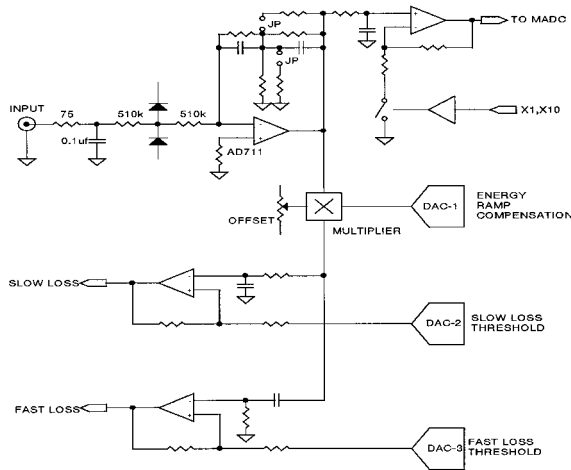 JP
TO MADC
JP
INPUT
75
510k
510k
0.1uf
AD711
X1,X10
OFFSET
MULTIPLIER
DAC-1
ENERGY
RAMP
COMPENSATION
SLOW LOSS
DAC-2
SLOW LOSS
THRESHOLD
FAST LOSS
DAC-3
FAST LOSS
THRESHOLD